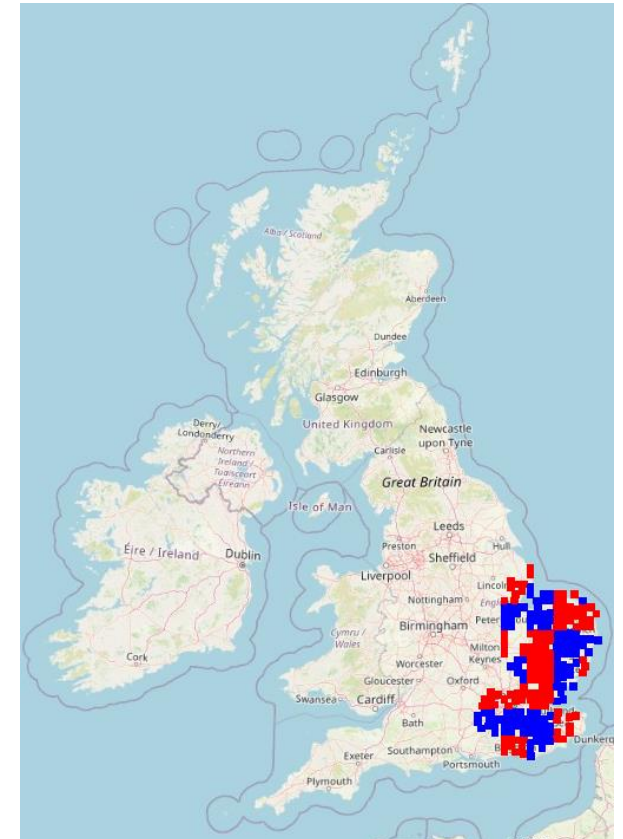 Alba / Scotland
Aberdeen
Dundee
Edinburgh
Glasgow
United Kingdom
Derry/
Londonderry
Newcastle
upon Tyne
Carlisle
Northern
Ireland /
Tuaisceart
Éireann
Great Britain
Isle of Man
Leeds
Éire / Ireland
Dublin
Preston
Hull
Sheffield
Liverpool
Lincol
Nottingham
Engl
Birmingham
Peter
Cymru /
Wales
Milton
Keynes
Cork
Worcester
Gloucester
Oxford
Swansea
Cardiff
Bath
Southampton
Portsmouth
Exeter
Plymouth
Dunkerq